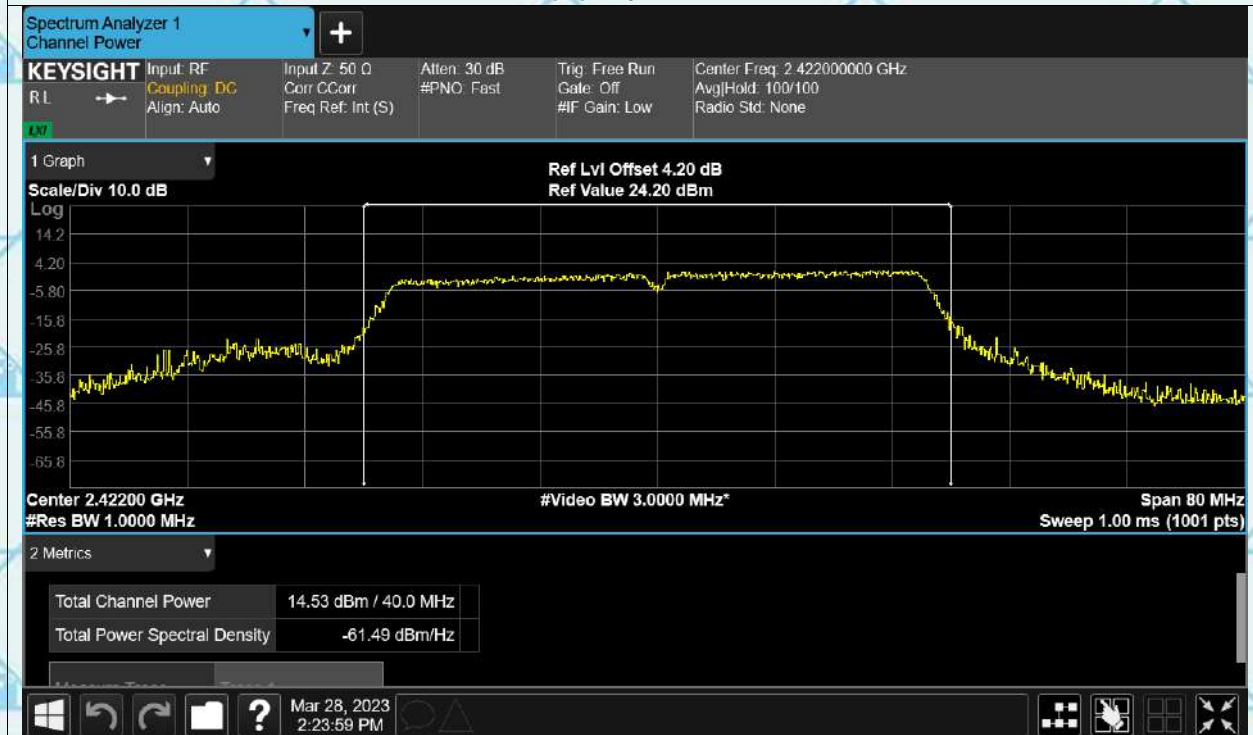 Spectrum Analyzer 1
Channel Power
+
KEYSIGHT
RL
LXI
Input: RF
Coupling: DC
Align: Auto
Input Z: 50 Ω
Corr CCorr
Freq Ref: Int (S)
Atten: 30 dB
#PNO: Fast
Trig: Free Run
Gate: Off
#IF Gain: Low
Center Freq: 2.422000000 GHz
Avg|Hold: 100/100
Radio Std: None
1 Graph
Scale/Div 10.0 dB
Ref Lvl Offset 4.20 dB
Ref Value 24.20 dBm
Log
14.2
4.20
-5.80
-15.8
-25.8
-35.8
-45.8
-55.8
-65.8
Center 2.42200 GHz
#Res BW 1.0000 MHz
#Video BW 3.0000 MHz*
Span 80 MHz
Sweep 1.00 ms (1001 pts)
2 Metrics
Total Channel Power 14.53 dBm / 40.0 MHz
Total Power Spectral Density -61.49 dBm/Hz
?
Mar 28, 2023
2:23:59 PM